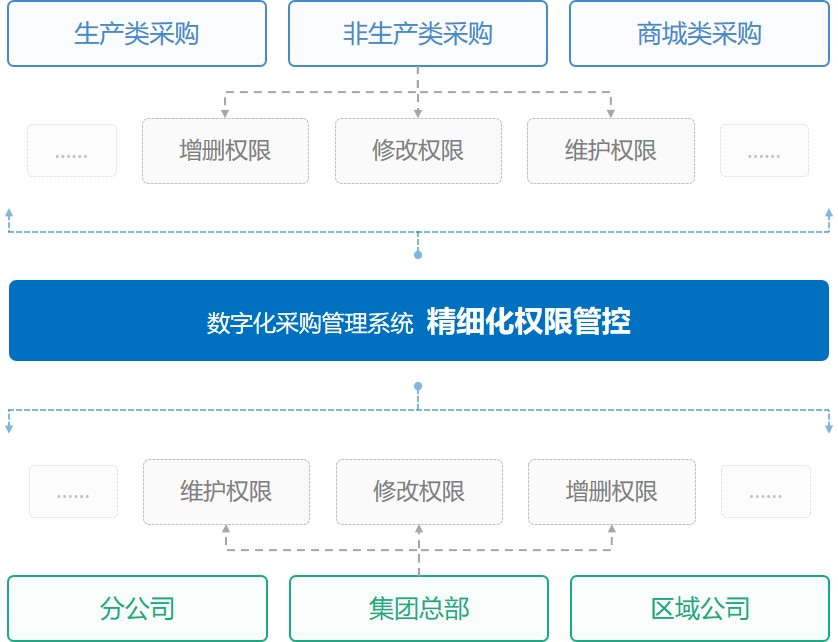 生产类采购
非生产类采购
商城类采购
......
增删权限
修改权限
维护权限
......
数字化采购管理系统 精细化权限管控
......
维护权限
修改权限
增删权限
......
分公司
集团总部
区域公司